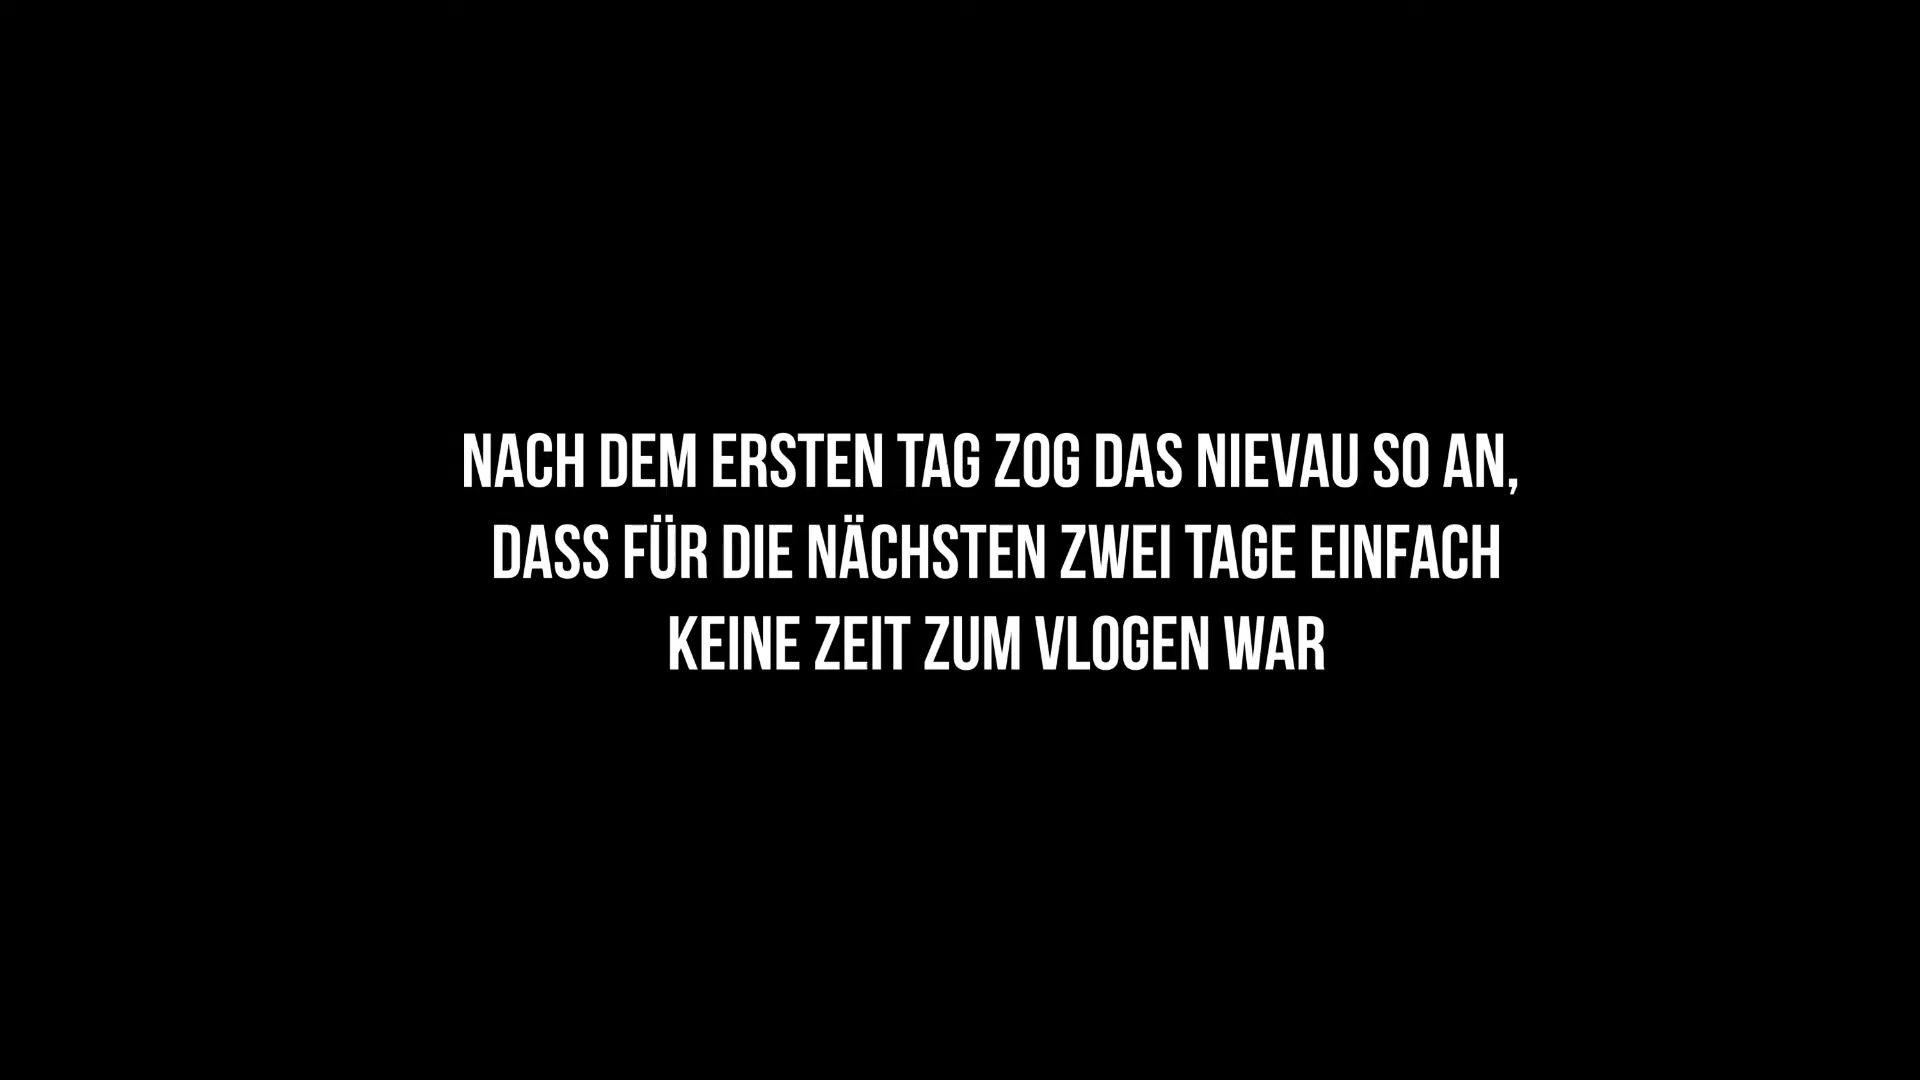 NACH DEM ERSTEN TAG ZOG DAS NIEVAU SO AN,
DASS FÜR DIE NÄCHSTEN ZWEI TAGE EINFACH
KEINE ZEIT ZUM VLOGEN WAR